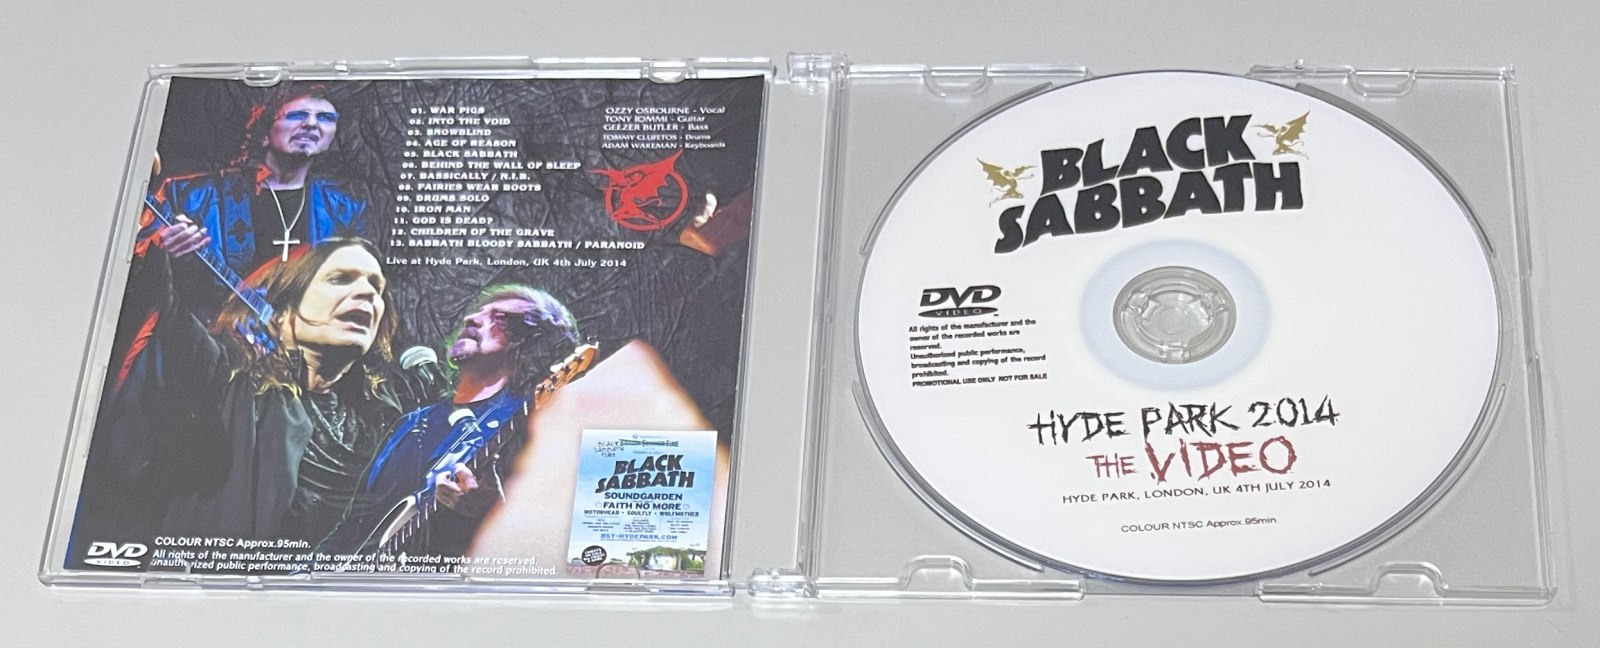 01. WAR PIGS
02. INTO THE VOID
03. SNOWBLIND
04. AGE OF REASON
05. BLACK SABBATH
06. BEHIND THE WALL OF SLEEP
07. BASSICALLY / N.I.B.
08. FAIRIES WEAR BOOTS
09. DRUMS SOLO
10. IRON MAN
11. GOD IS DEAD?
12. CHILDREN OF THE GRAVE
13. SABBATH BLOODY SABBATH / PARANOID
Live at Hyde Park, London, UK 4th July 2014
OZZY OSBOURNE - Vocal
TONY IOMMI - Guitar
GEEZER BUTLER - Bass
TOMMY CLUFETOS - Drums
ADAM WAKEMAN - Keyboards
BLACK
SABBATH
TIME
BLACK
SABBATH
SOUNDGARDEN
FAITH NO MORE
MOTORHEAD • SOULFLY • WOLFMOTHER
BST-HYDEPARK.COM
DVD
VIDEO
COLOUR NTSC Approx.95min.
All rights of the manufacturer and the owner of the recorded works are reserved.
Unauthorized public performance, broadcasting and copying of the record prohibited.
BLACK
SABBATH
DVD
VIDEO
TM
All rights of the manufacturer and the
owner of the recorded works are
reserved.
Unauthorized public performance,
broadcasting and copying of the record
prohibited.
PROMOTIONAL USE ONLY NOT FOR SALE
HYDE PARK 2014
THE VIDEO
HYDE PARK, LONDON, UK 4TH JULY 2014
COLOUR NTSC Approx.95min.